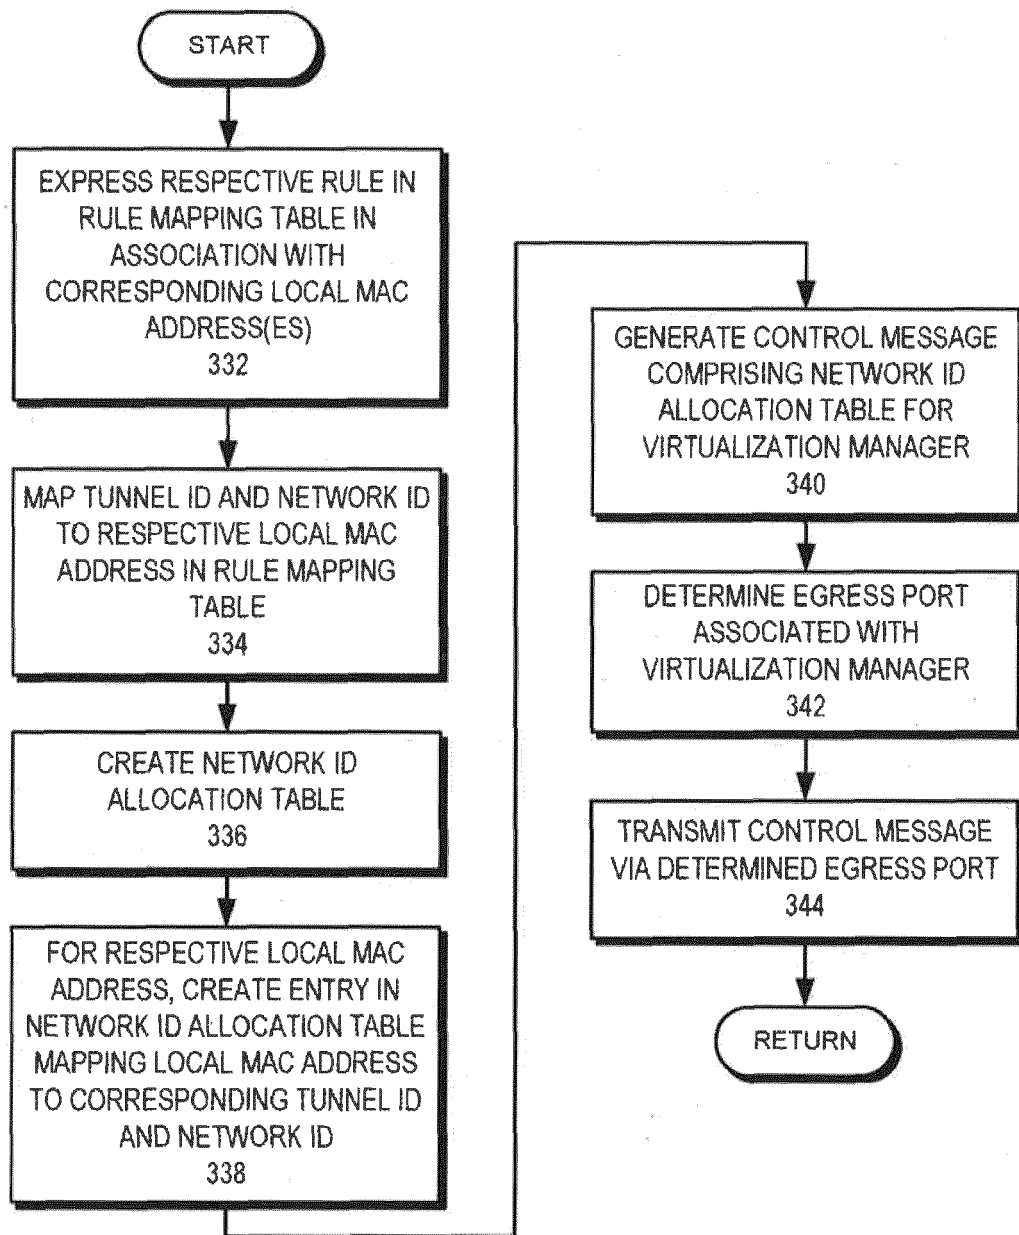 START
EXPRESS RESPECTIVE RULE IN
RULE MAPPING TABLE IN
ASSOCIATION WITH
CORRESPONDING LOCAL MAC
ADDRESS(ES)
332
MAP TUNNEL ID AND NETWORK ID
TO RESPECTIVE LOCAL MAC
ADDRESS IN RULE MAPPING
TABLE
334
CREATE NETWORK ID
ALLOCATION TABLE
336
FOR RESPECTIVE LOCAL MAC
ADDRESS, CREATE ENTRY IN
NETWORK ID ALLOCATION TABLE
MAPPING LOCAL MAC ADDRESS
TO CORRESPONDING TUNNEL ID
AND NETWORK ID
338
GENERATE CONTROL MESSAGE
COMPRISING NETWORK ID
ALLOCATION TABLE FOR
VIRTUALIZATION MANAGER
340
DETERMINE EGRESS PORT
ASSOCIATED WITH
VIRTUALIZATION MANAGER
342
TRANSMIT CONTROL MESSAGE
VIA DETERMINED EGRESS PORT
344
RETURN